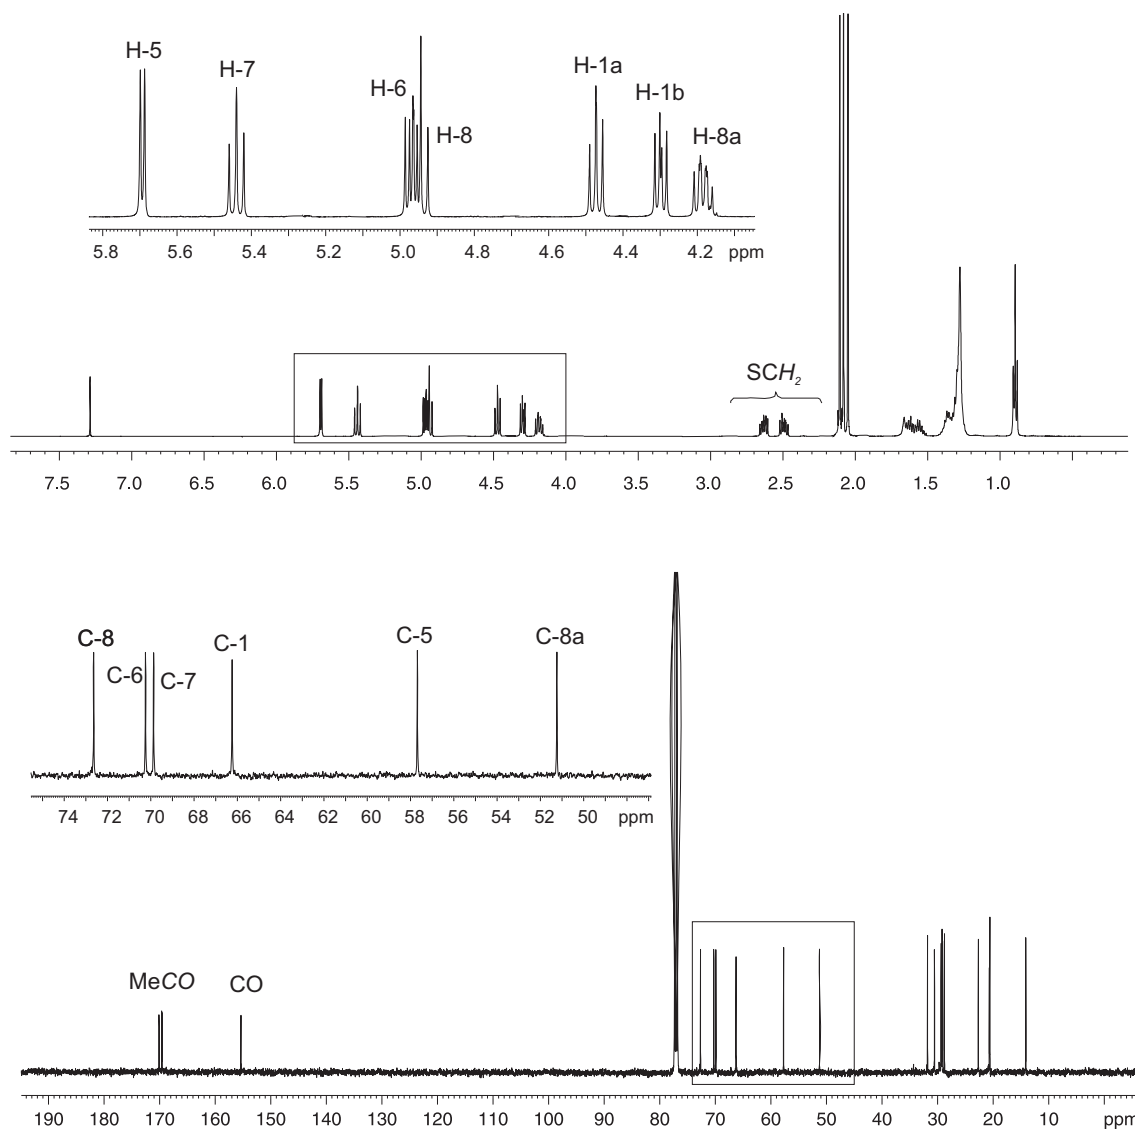 H-5
H-7
H-6
H-8
H-1a
H-1b
H-8a
5.8 5.6 5.4 5.2 5.0 4.8 4.6 4.4 4.2 ppm
SCH₂
7.5 7.0 6.0 5.5 5.0 4.5 4.0 3.5 3.0 2.5 2.0 1.5 1.0
C-8
C-6
C-7
C-1
C-5
C-8a
74 72 70 68 66 64 62 60 58 56 54 52 50 ppm
MeCO
CO
190 180 170 160 150 140 130 120 110 100 90 80 70 60 50 40 30 20 10 ppm